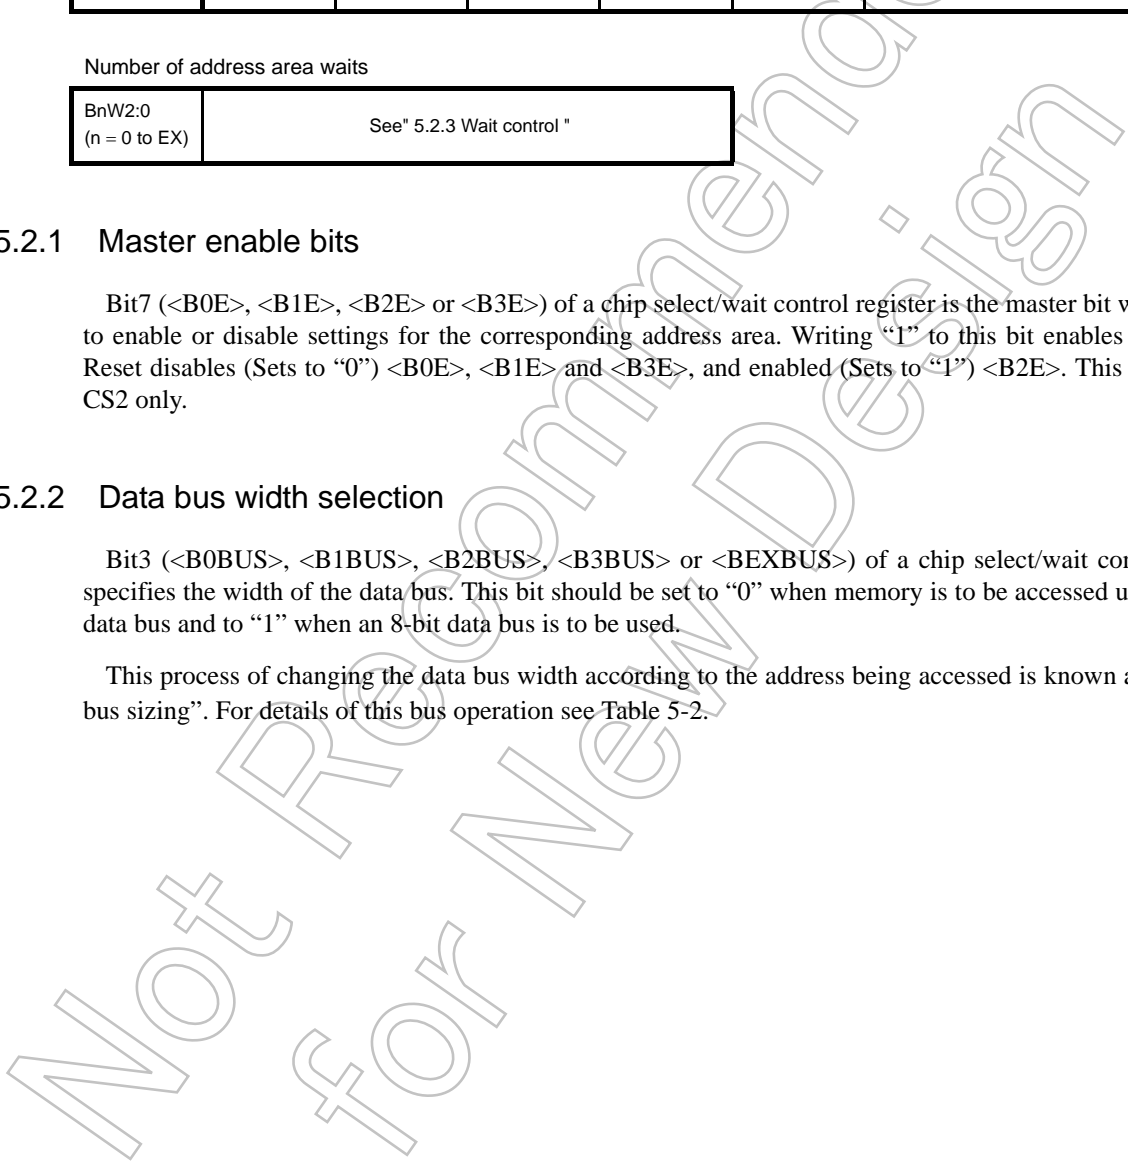 Number of address area waits
BnW2:0
(n = 0 to EX)
See" 5.2.3 Wait control "
5.2.1 Master enable bits
Bit7 (<B0E>, <B1E>, <B2E> or <B3E>) of a chip select/wait control register is the master bit
to enable or disable settings for the corresponding address area. Writing “1” to this bit enables
Reset disables (Sets to “0”) <B0E>, <B1E> and <B3E>, and enabled (Sets to “1”) <B2E>. This
CS2 only.
5.2.2 Data bus width selection
Bit3 (<B0BUS>, <B1BUS>, <B2BUS>, <B3BUS> or <BEXBUS>) of a chip select/wait
specifies the width of the data bus. This bit should be set to “0” when memory is to be accessed
data bus and to “1” when an 8-bit data bus is to be used.
This process of changing the data bus width according to the address being accessed is known
bus sizing”. For details of this bus operation see Table 5-2.
Not Recommended
for New Design